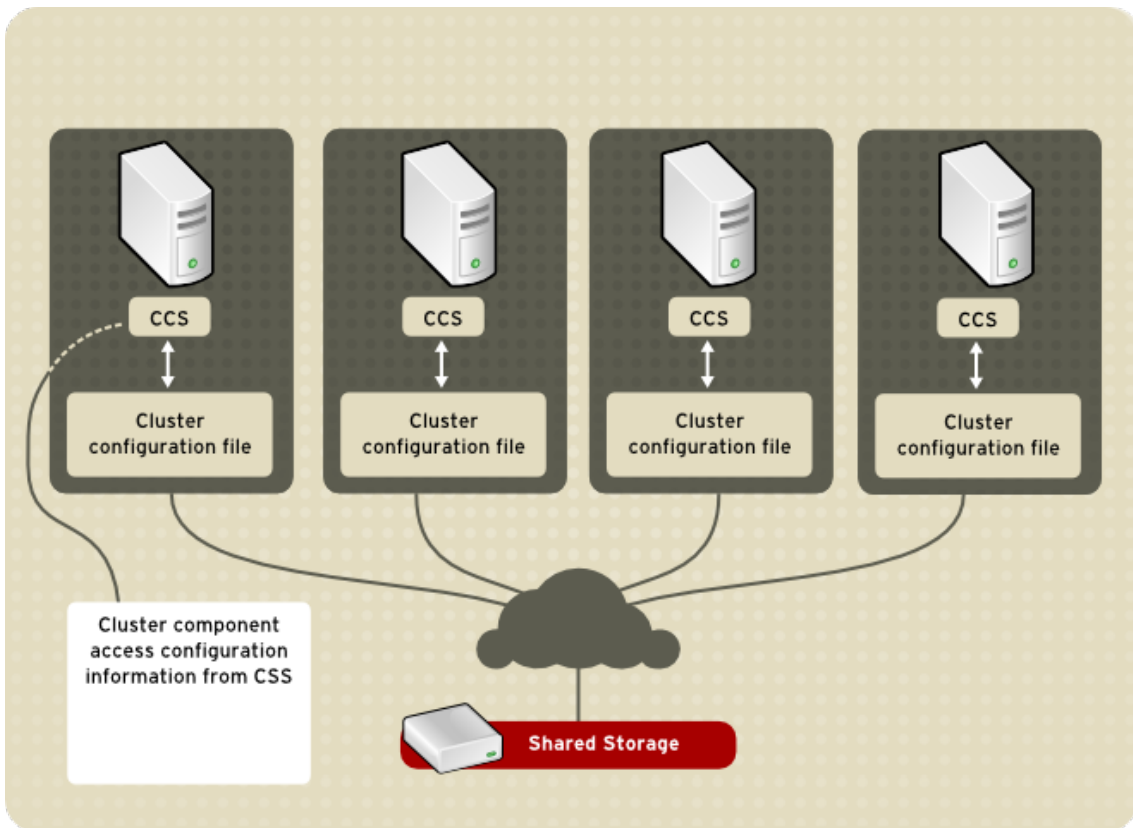 CCS
Cluster
configuration file
CCS
Cluster
configuration file
CCS
Cluster
configuration file
CCS
Cluster
configuration file
Cluster component
access configuration
information from CSS
Shared Storage